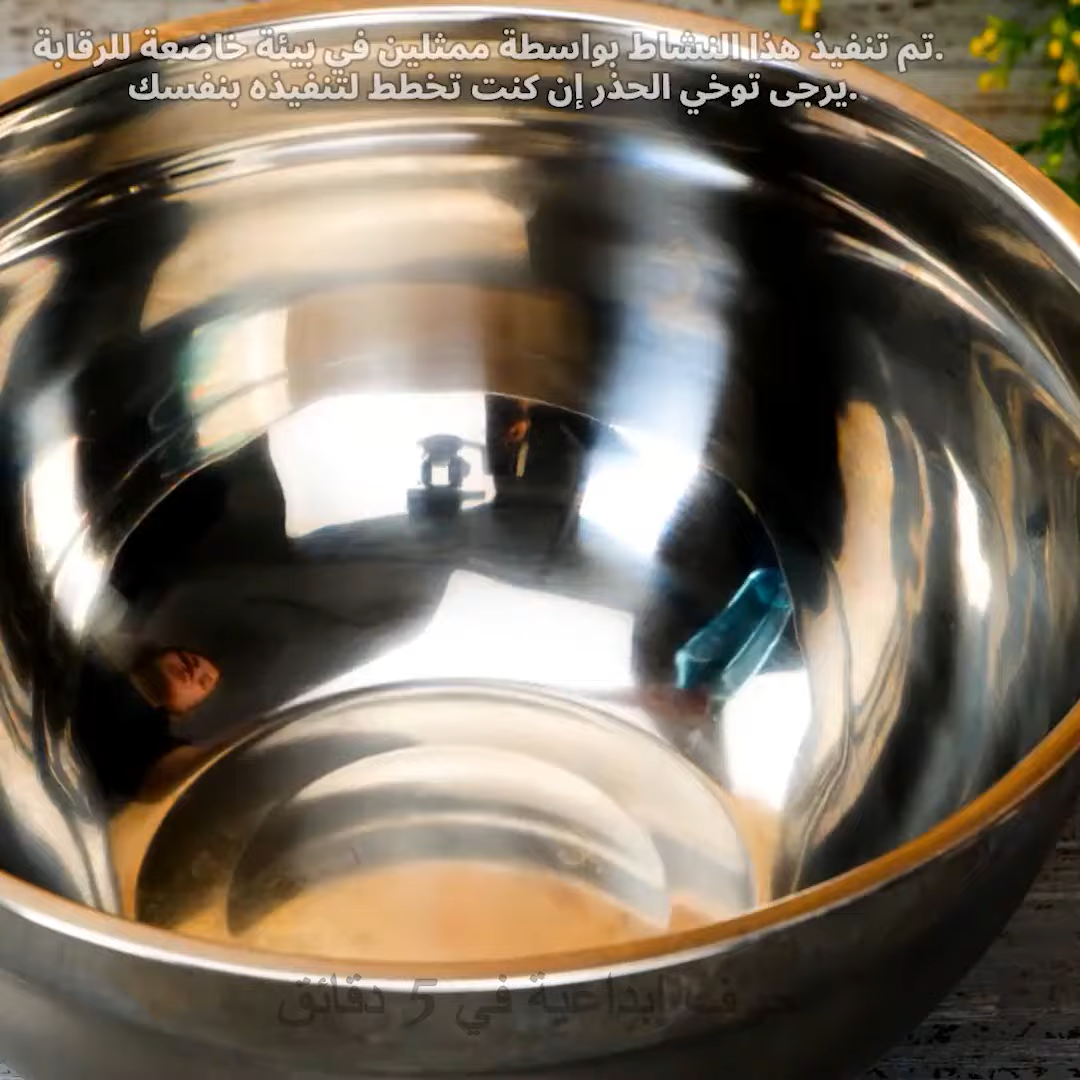 تم تنفيذ هذا النشاط بواسطة ممثلين في بيئة خاضعة للرقابة.
يرجى توخي الحذر إن كنت تخطط لتنفيذه بنفسك.
حرف ابداعية في 5 دقائق